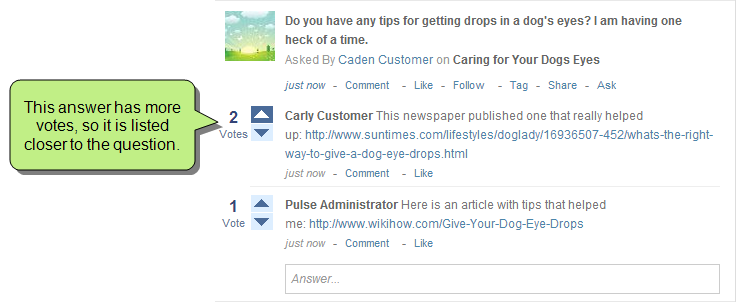 Do you have any tips for getting drops in a dog's eyes? I am having one
heck of a time.
Asked By Caden Customer on Caring for Your Dogs Eyes
just now - Comment - Like - Follow - Tag - Share - Ask
This answer has more
votes, so it is listed
closer to the question.
2
Votes
Carly Customer This newspaper published one that really helped
up: http://www.suntimes.com/lifestyles/doglady/16936507-452/whats-the-right-
way-to-give-a-dog-eye-drops.html
just now - Comment - Like
1
Vote
Pulse Administrator Here is an article with tips that helped
me: http://www.wikihow.com/Give-Your-Dog-Eye-Drops
just now - Comment - Like
Answer...